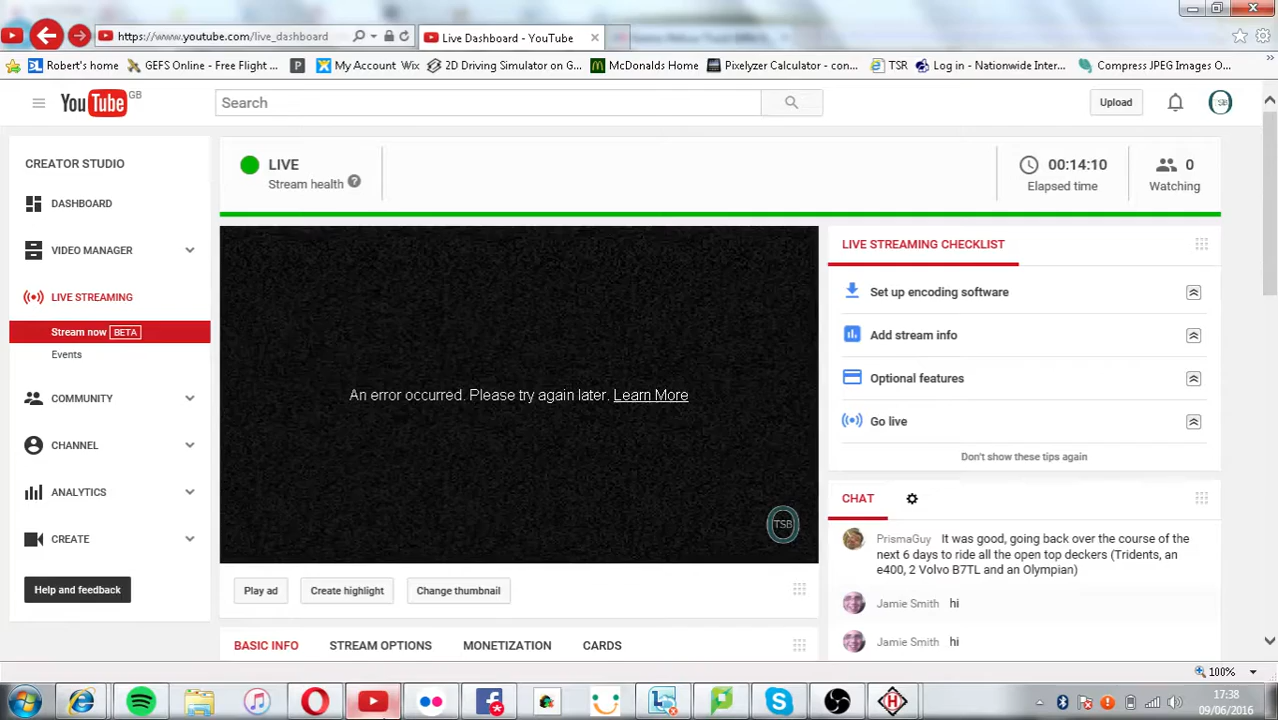 https://www.youtube.com/live_dashboard
Live Dashboard - YouTube
Robert's home
GEFS Online - Free Flight ...
My Account Wix
2D Driving Simulator on G...
McDonalds Home
Pixelyzer Calculator - con...
TSR
Log in - Nationwide Inter...
Compress JPEG Images O...
YouTube GB
Search
Upload
TSB
CREATOR STUDIO
DASHBOARD
VIDEO MANAGER
LIVE STREAMING
Stream now BETA
Events
COMMUNITY
CHANNEL
ANALYTICS
CREATE
Help and feedback
LIVE
Stream health ?
00:14:10
Elapsed time
0
Watching
An error occurred. Please try again later. Learn More
TSB
Play ad
Create highlight
Change thumbnail
BASIC INFO
STREAM OPTIONS
MONETIZATION
CARDS
LIVE STREAMING CHECKLIST
Set up encoding software
Add stream info
Optional features
Go live
Don't show these tips again
CHAT
PrismaGuy It was good, going back over the course of the
next 6 days to ride all the open top deckers (Tridents, an
e400, 2 Volvo B7TL and an Olympian)
Jamie Smith hi
Jamie Smith hi
100%
17:38
09/06/2016